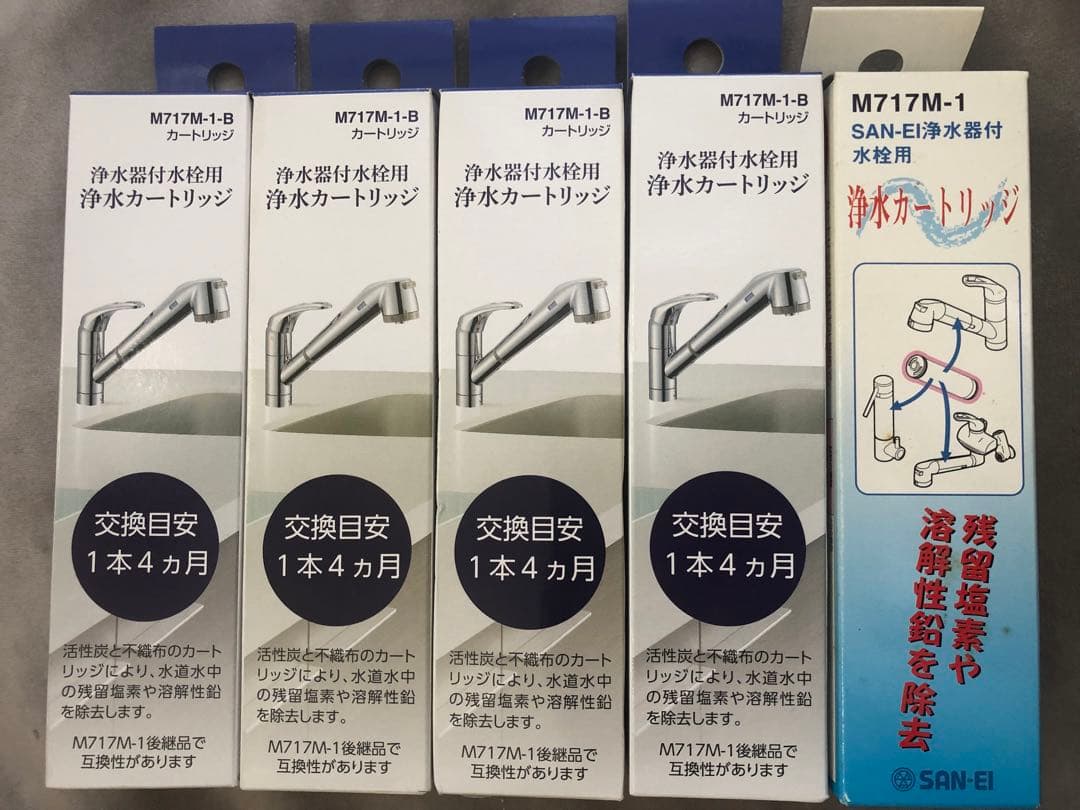 M717M-1-B
カートリッジ
浄水器付水栓用
浄水カートリッジ
交換目安
1本4ヵ月
活性炭と不織布のカート
リッジにより、水道水中
の残留塩素や溶解性鉛
を除去します。
M717M-1後継品で
互換性があります
M717M-1-B
カートリッジ
浄水器付水栓用
浄水カートリッジ
交換目安
1本4ヵ月
活性炭と不織布のカート
リッジにより、水道水中
の残留塩素や溶解性鉛
を除去します。
M717M-1後継品で
互換性があります
M717M-1-B
カートリッジ
浄水器付水栓用
浄水カートリッジ
交換目安
1本4ヵ月
活性炭と不織布のカート
リッジにより、水道水中
の残留塩素や溶解性鉛
を除去します。
M717M-1後継品で
互換性があります
M717M-1-B
カートリッジ
浄水器付水栓用
浄水カートリッジ
交換目安
1本4ヵ月
活性炭と不織布のカート
リッジにより、水道水中
の残留塩素や溶解性鉛
を除去します。
M717M-1後継品で
互換性があります
M717M-1
SAN-EI浄水器付
水栓用
浄水カートリッジ
残留塩素や
溶解性鉛を除去
SAN-EI